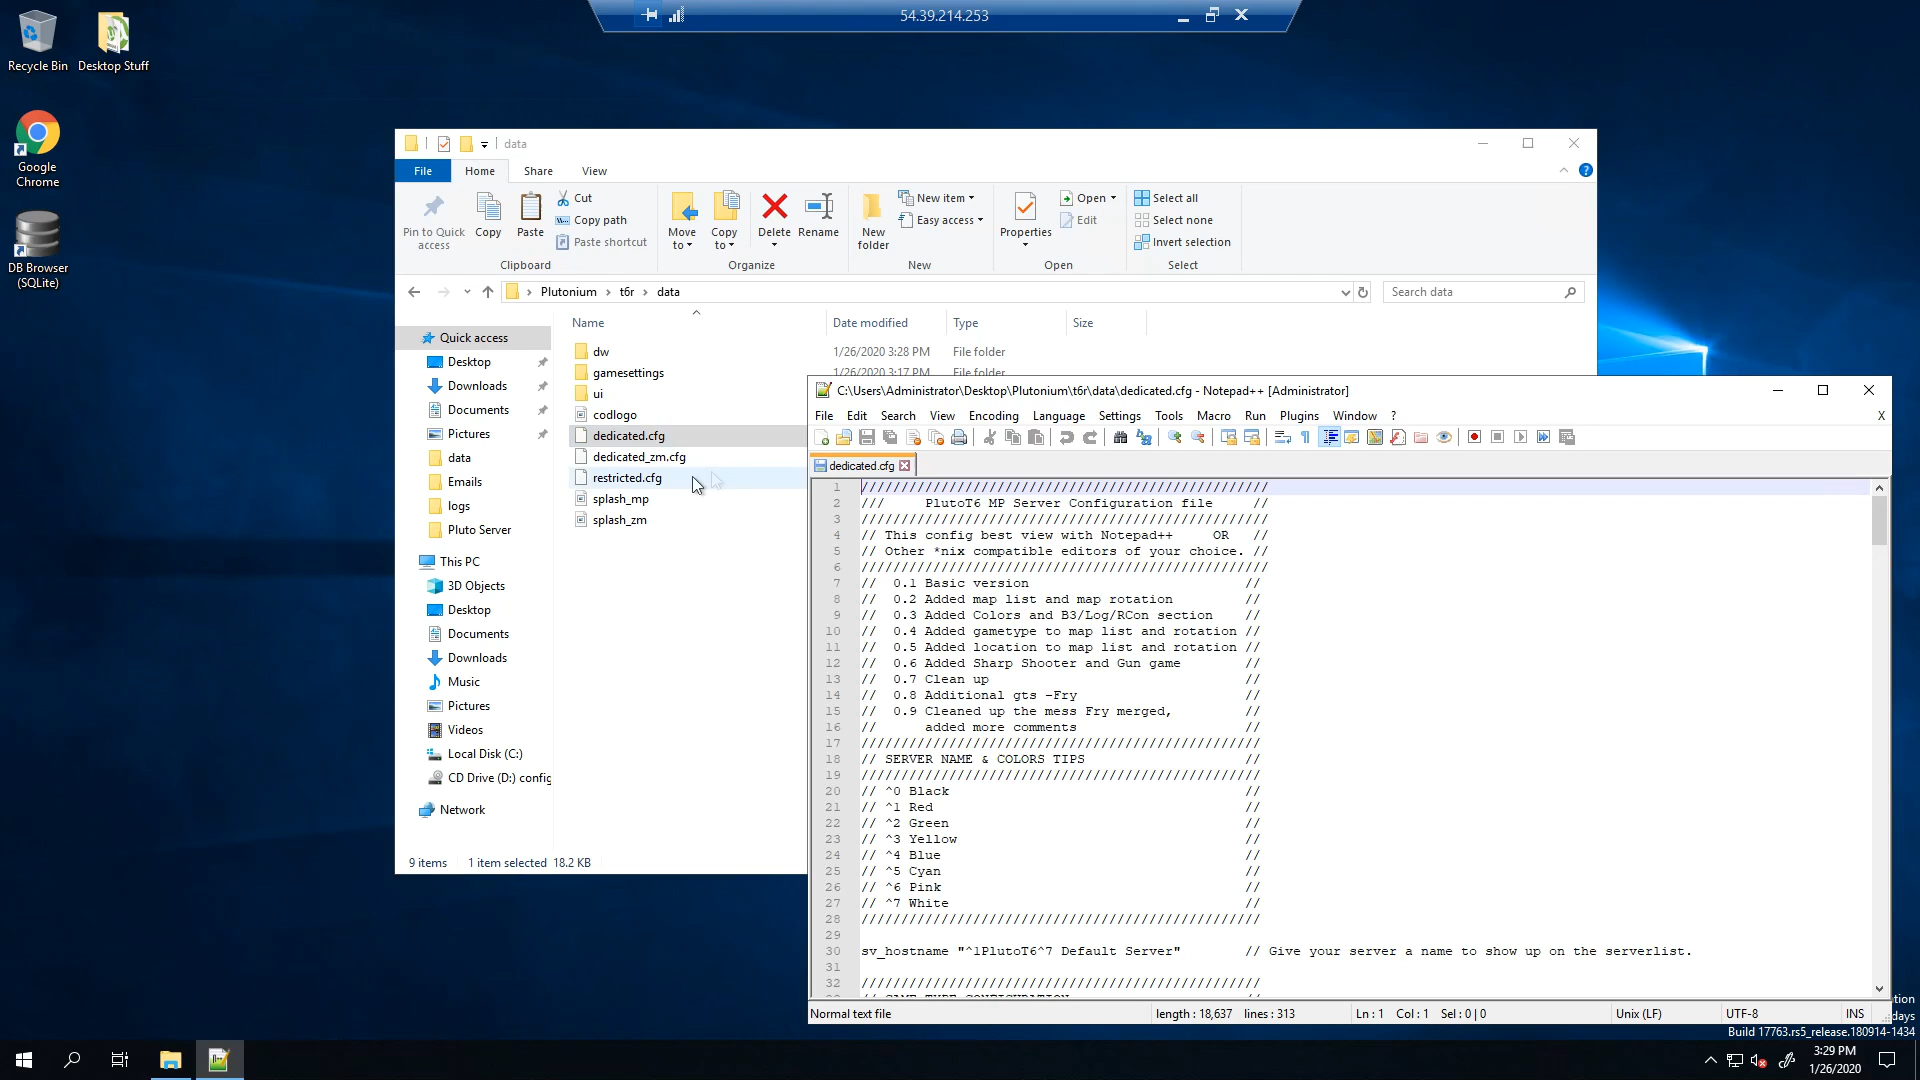 54.39.214.253
Recycle Bin
Desktop Stuff
Google
Chrome
DB Browser
(SQLite)
data
File
Home
Share
View
Pin to Quick
access
Copy
Paste
Cut
Copy path
Paste shortcut
Clipboard
Move
to
Copy
to
Delete
Rename
Organize
New
folder
New item
Easy access
New
Properties
Open
Edit
Open
Select all
Select none
Invert selection
Select
Plutonium > t6r > data
Search data
Name
Date modified
Type
Size
Quick access
Desktop
Downloads
Documents
Pictures
data
Emails
logs
Pluto Server
This PC
3D Objects
Desktop
Documents
Downloads
Music
Pictures
Videos
Local Disk (C:)
CD Drive (D:) config
Network
dw 1/26/2020 3:28 PM File folder
gamesettings 1/26/2020 3:17 PM File folder
ui
codlogo
dedicated.cfg
dedicated_zm.cfg
restricted.cfg
splash_mp
splash_zm
9 items 1 item selected 18.2 KB
C:\Users\Administrator\Desktop\Plutonium\t6r\data\dedicated.cfg - Notepad++ [Administrator]
File Edit Search View Encoding Language Settings Tools Macro Run Plugins Window ? X
dedicated.cfg
1 ///////////////////////////////////////////////////
2 /// PlutoT6 MP Server Configuration file //
3 ///////////////////////////////////////////////////
4 // This config best view with Notepad++ OR //
5 // Other *nix compatible editors of your choice. //
6 ///////////////////////////////////////////////////
7 // 0.1 Basic version //
8 // 0.2 Added map list and map rotation //
9 // 0.3 Added Colors and B3/Log/RCon section //
10 // 0.4 Added gametype to map list and rotation //
11 // 0.5 Added location to map list and rotation //
12 // 0.6 Added Sharp Shooter and Gun game //
13 // 0.7 Clean up //
14 // 0.8 Additional gts -Fry //
15 // 0.9 Cleaned up the mess Fry merged, //
16 // added more comments //
17 //////////////////////////////////////////////////
18 // SERVER NAME & COLORS TIPS //
19 //////////////////////////////////////////////////
20 // ^0 Black //
21 // ^1 Red //
22 // ^2 Green //
23 // ^3 Yellow //
24 // ^4 Blue //
25 // ^5 Cyan //
26 // ^6 Pink //
27 // ^7 White //
28 //////////////////////////////////////////////////
29
30 sv_hostname "^1PlutoT6^7 Default Server" // Give your server a name to show up on the serverlist.
31
32 //////////////////////////////////////////////////
// GAME TYPE CONFIGURATION //
Normal text file length : 18,637 lines : 313 Ln : 1 Col : 1 Sel : 0 | 0 Unix (LF) UTF-8 INS
tion
days
Build 17763.rs5_release.180914-1434
3:29 PM
1/26/2020